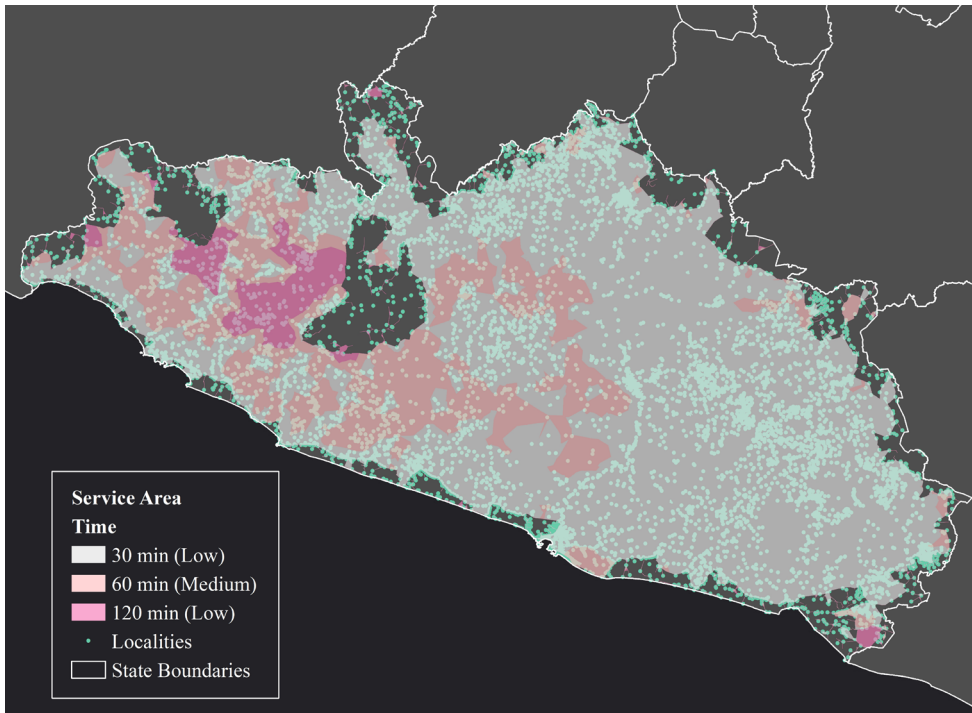 Service Area
Time
30 min (Low)
60 min (Medium)
120 min (Low)
Localities
State Boundaries